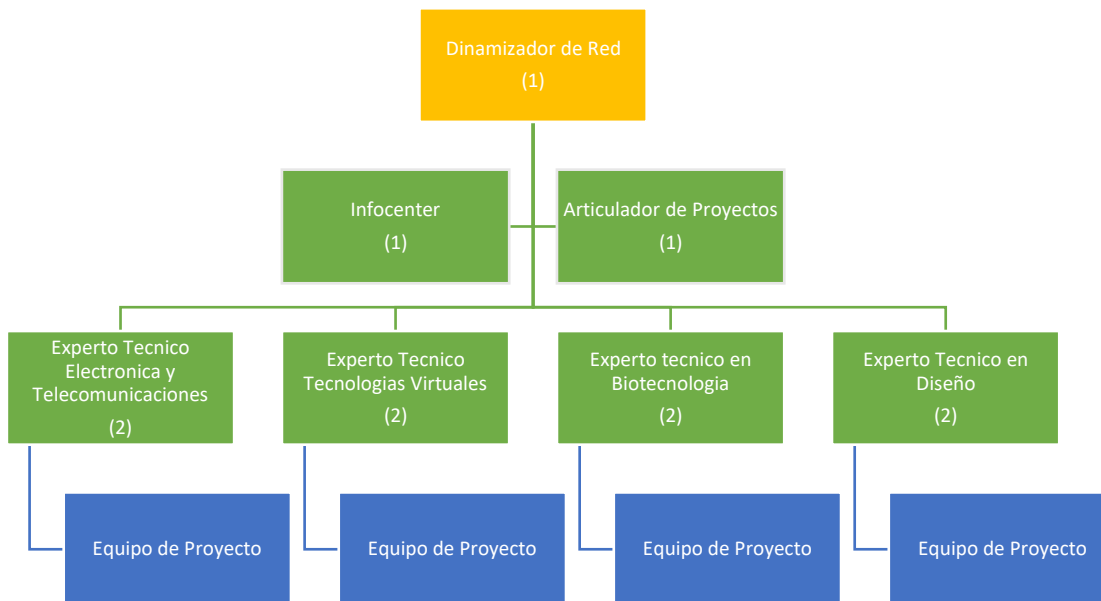 Dinamizador de Red
(1)
Infocenter
(1)
Articulador de Proyectos
(1)
Experto Tecnico
Electronica y
Telecomunicaciones
(2)
Experto Tecnico
Tecnologias Virtuales
(2)
Experto tecnico en
Biotecnologia
(2)
Experto Tecnico en
Diseño
(2)
Equipo de Proyecto
Equipo de Proyecto
Equipo de Proyecto
Equipo de Proyecto